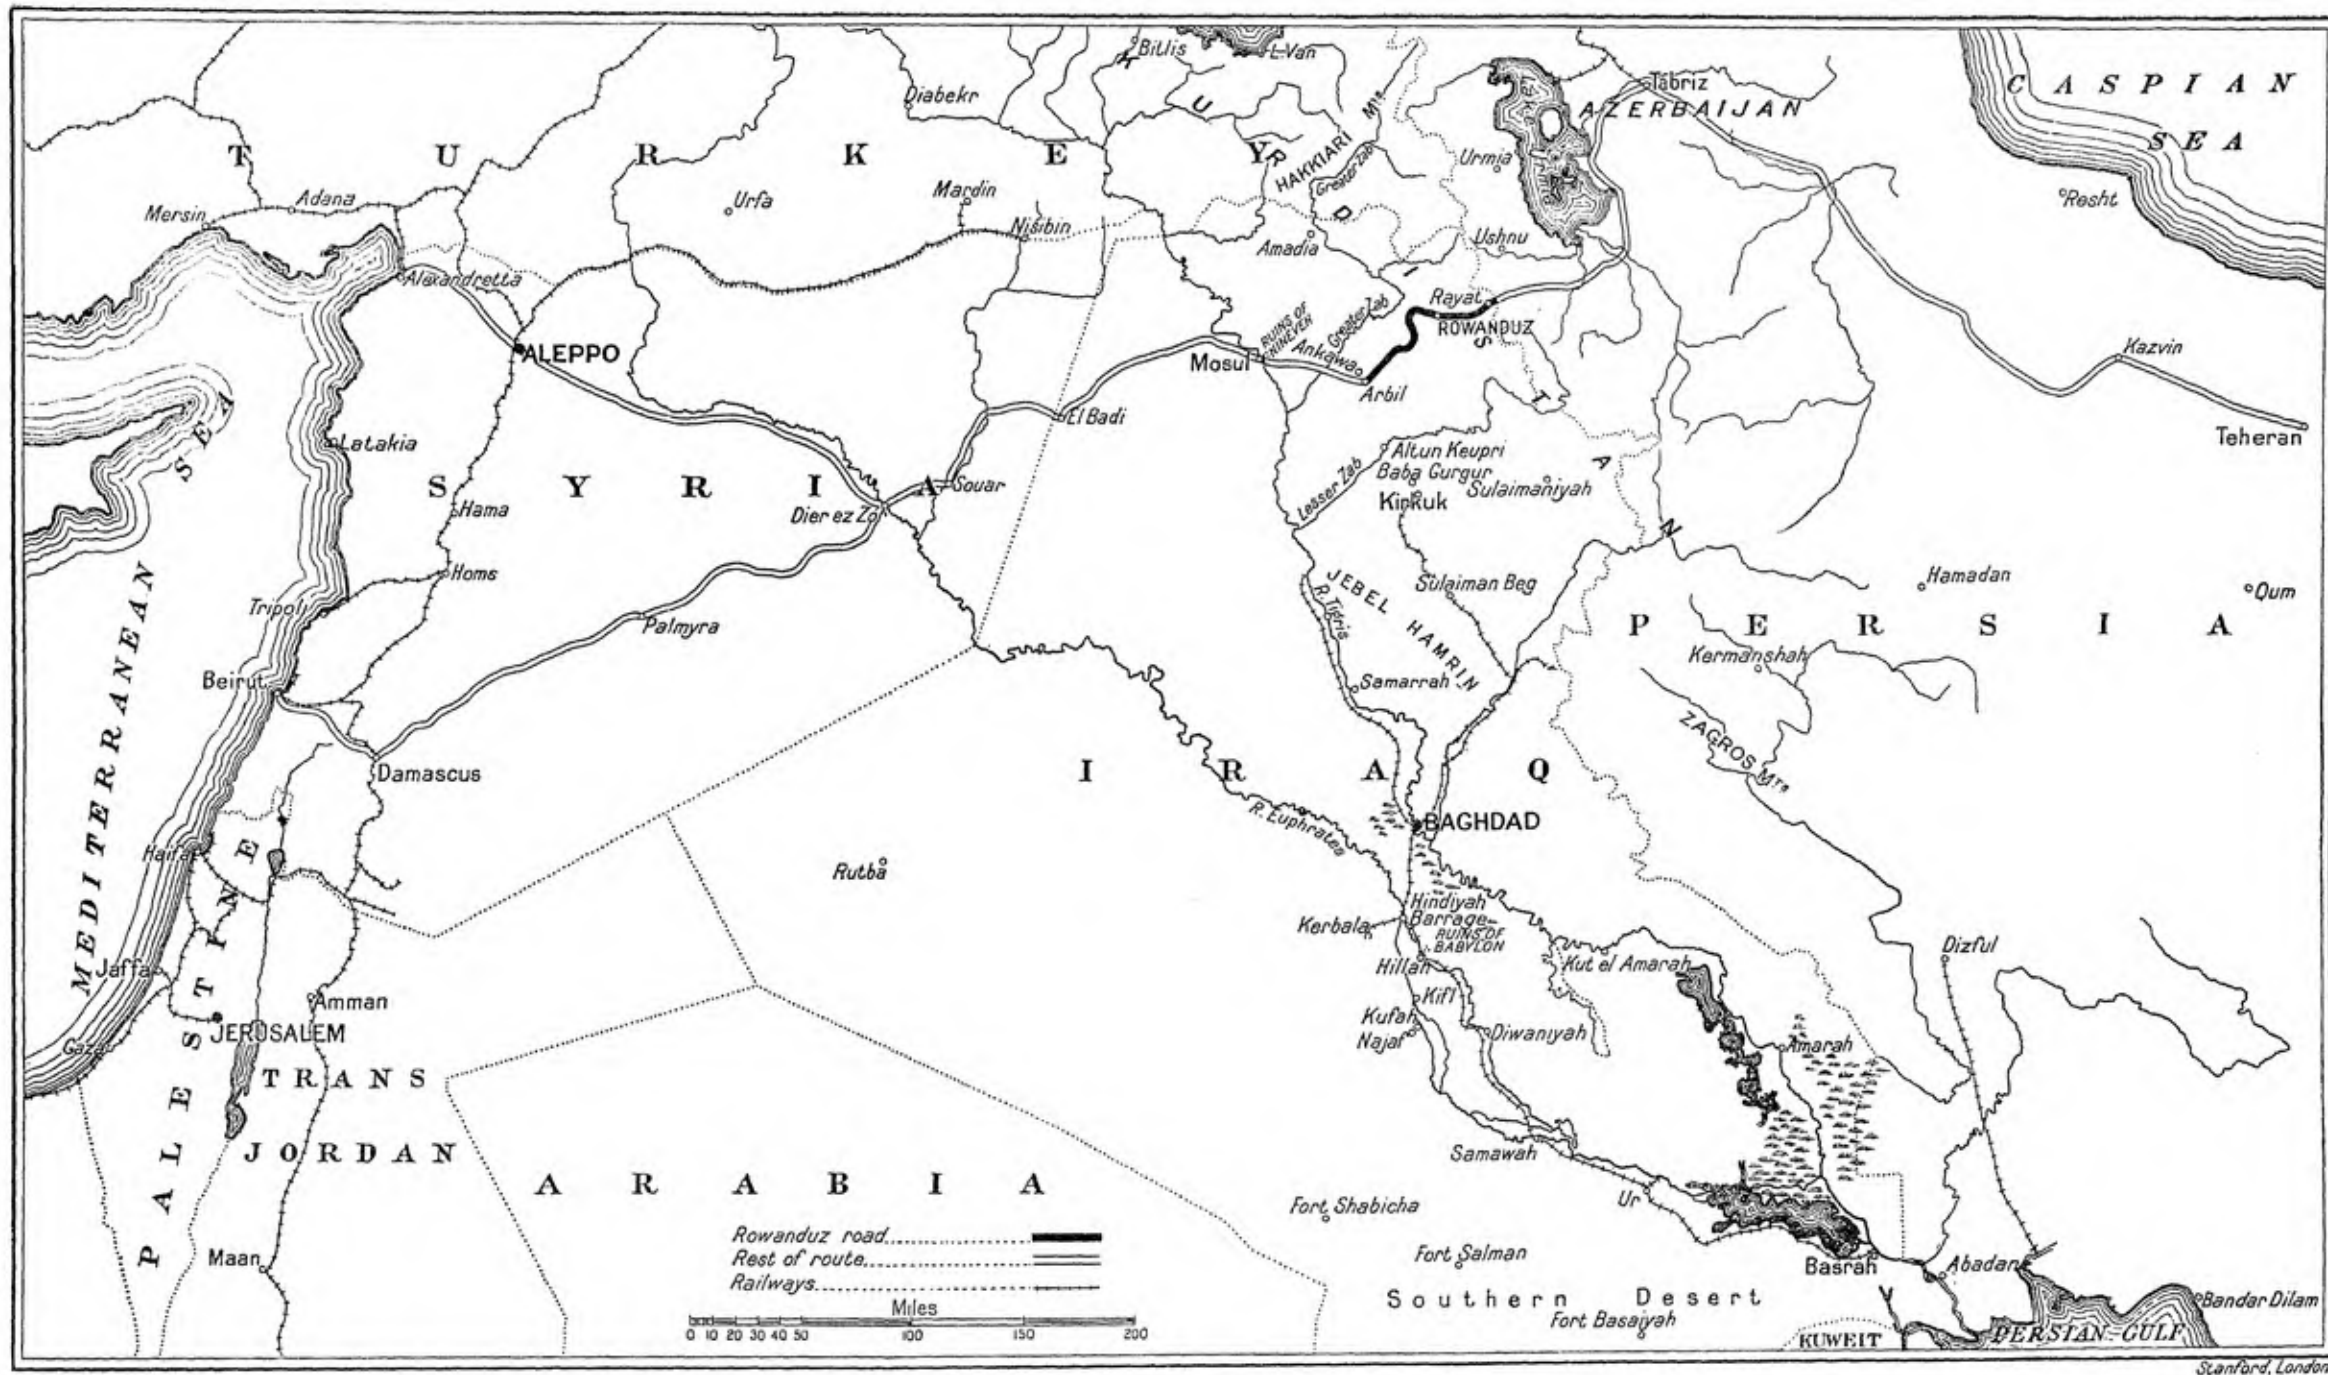 Bitlis
L. Van
Diabekr
Tabriz
AZERBAIJAN
CASPIAN
SEA
TURKEY
KURDISTAN
HAKKIARI Mts
Greater Zab
LAKE
URMIA
Urmia
Resht
Adana
Mersin
Urfa
Mardin
Nisibin
Amadia
Ushnu
Alexandretta
Rayat
ROWANDUZ
Greater Zab
RUINS OF
NINEVEH
Ankawa
Mosul
Arbil
ALEPPO
Kazvin
Teheran
El Badi
Latakia
SYRIA
Souar
Dier ez Zo
Hama
Altun Keupri
Baba Gurgur
Sulaimaniyah
Kirkuk
Lesser Zab
Homs
JEBEL HAMRIN
Sulaiman Beg
R. Tigris
Hamadan
Qum
PERSIA
Tripoli
Palmyra
Kermanshah
Beirut
Samarrah
ZAGROS Mts
Damascus
MEDITERRANEAN
SEA
IRAQ
R. Euphrates
BAGHDAD
Haifa
Rutba
Hindiyah
Barrage
RUINS OF
BABYLON
Kerbala
Hillah
Kut el Amarah
Dizful
Jaffa
Amman
JERUSALEM
Kifl
Kufah
Najaf
Diwaniyah
Amarah
Gaza
PALESTINE
TRANS
JORDAN
Samawah
ARABIA
Ur
Fort Shabicha
Maan
Fort Salman
Basrah
Abadan
Southern Desert
Fort Basaiyah
KUWEIT
PERSIAN GULF
Bandar Dilam
Rowanduz road
Rest of route
Railways
Miles
0 10 20 30 40 50 100 150 200
Stanford, London